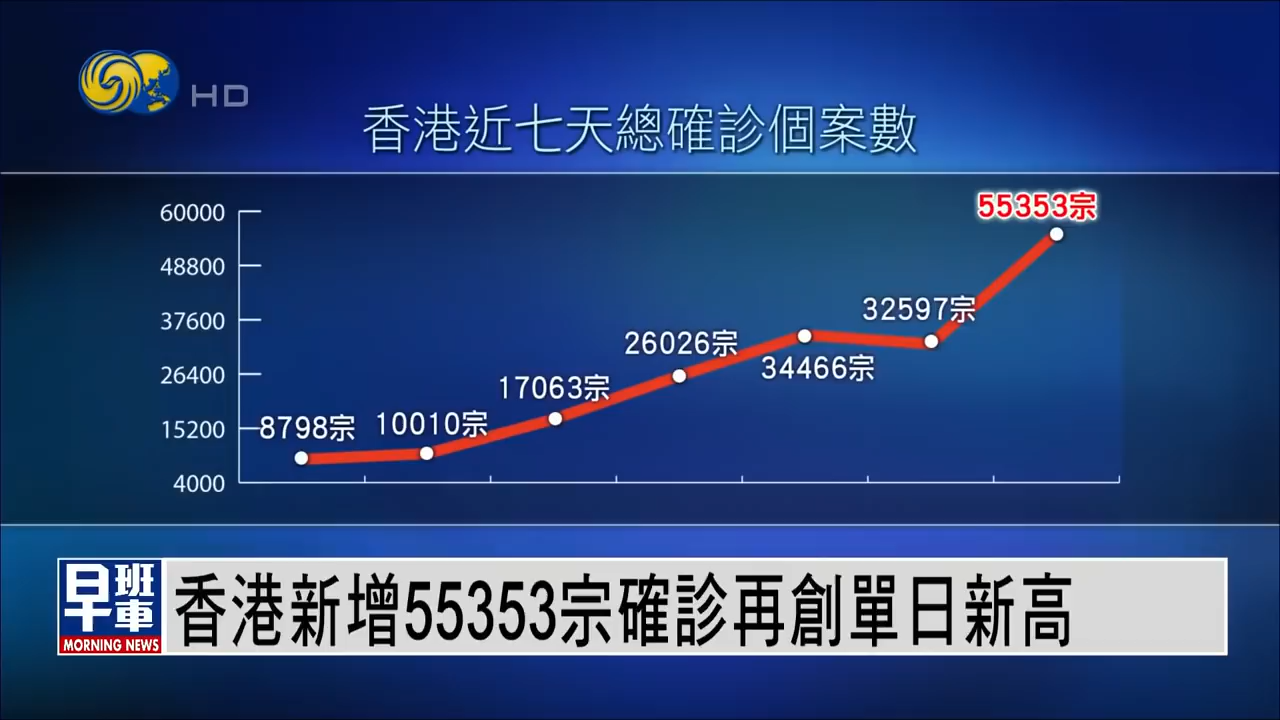 HD
香港近七天總確診個案數
60000
48800
37600
26400
15200
4000
8798宗
10010宗
17063宗
26026宗
34466宗
32597宗
55353宗
早班車
MORNING NEWS
香港新增55353宗確診再創單日新高